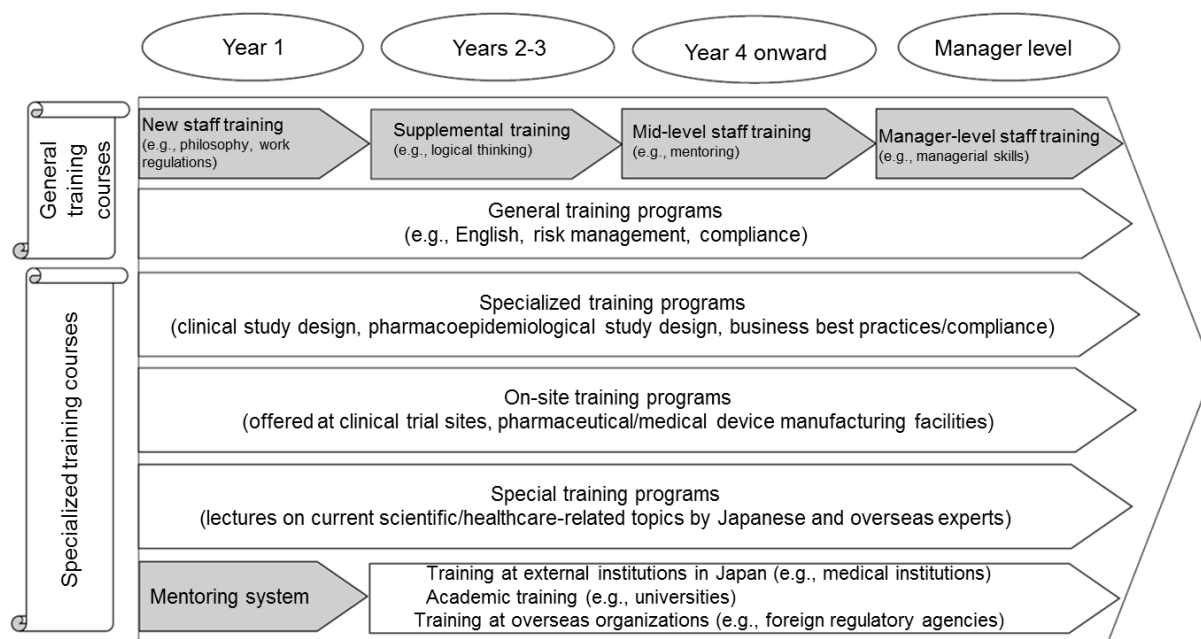 Year 1
Years 2-3
Year 4 onward
Manager level
General
training
courses
New staff training
(e.g., philosophy, work
regulations)
Supplemental training
(e.g., logical thinking)
Mid-level staff training
(e.g., mentoring)
Manager-level staff training
(e.g., managerial skills)
General training programs
(e.g., English, risk management, compliance)
Specialized training courses
Specialized training programs
(clinical study design, pharmacoepidemiological study design, business best practices/compliance)
On-site training programs
(offered at clinical trial sites, pharmaceutical/medical device manufacturing facilities)
Special training programs
(lectures on current scientific/healthcare-related topics by Japanese and overseas experts)
Mentoring system
Training at external institutions in Japan (e.g., medical institutions)
Academic training (e.g., universities)
Training at overseas organizations (e.g., foreign regulatory agencies)